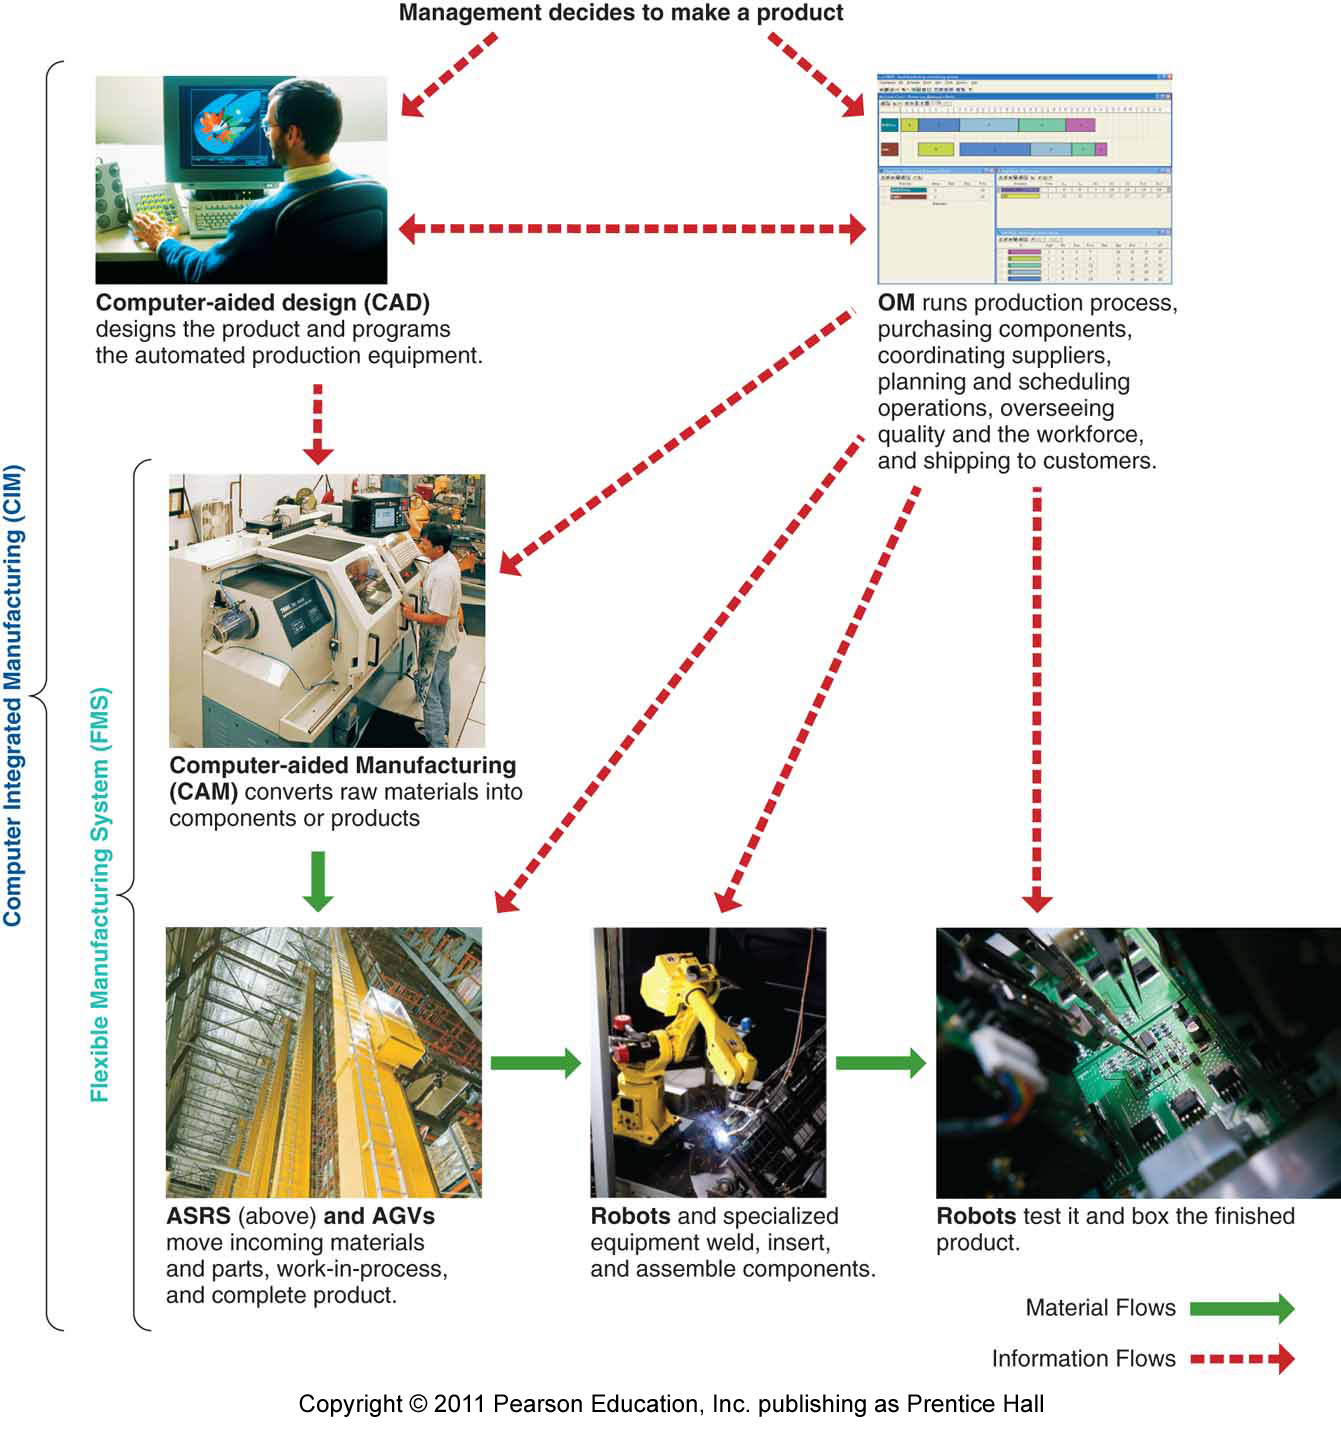 Management decides to make a product
Computer-aided design (CAD)
designs the product and programs
the automated production equipment.
OM runs production process,
purchasing components,
coordinating suppliers,
planning and scheduling
operations, overseeing
quality and the workforce,
and shipping to customers.
Computer Integrated Manufacturing (CIM)
Flexible Manufacturing System (FMS)
Computer-aided Manufacturing
(CAM) converts raw materials into
components or products
ASRS (above) and AGVs
move incoming materials
and parts, work-in-process,
and complete product.
Robots and specialized
equipment weld, insert,
and assemble components.
Robots test it and box the finished
product.
Material Flows
Information Flows
Copyright © 2011 Pearson Education, Inc. publishing as Prentice Hall